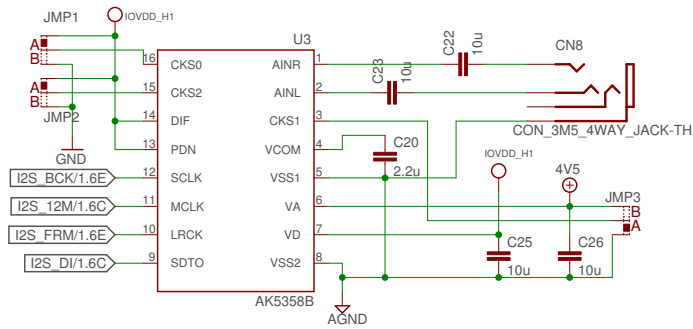 JMP1
IOVDD_H1
A
B
A
B
JMP2
GND
U3
16 CKS0 AINR 1
15 CKS2 AINL 2
14 DIF CKS1 3
13 PDN VCOM 4
12 SCLK VSS1 5
11 MCLK VA 6
10 LRCK VD 7
9 SDTO VSS2 8
AK5358B
I2S_BCK/1.6E
I2S_12M/1.6C
I2S_FRM/1.6E
I2S_DI/1.6C
C22
10u
C23
10u
CN8
CON_3M5_4WAY_JACK-TH
C20
2.2u
IOVDD_H1
4V5
JMP3
B
A
C25
10u
C26
10u
AGND